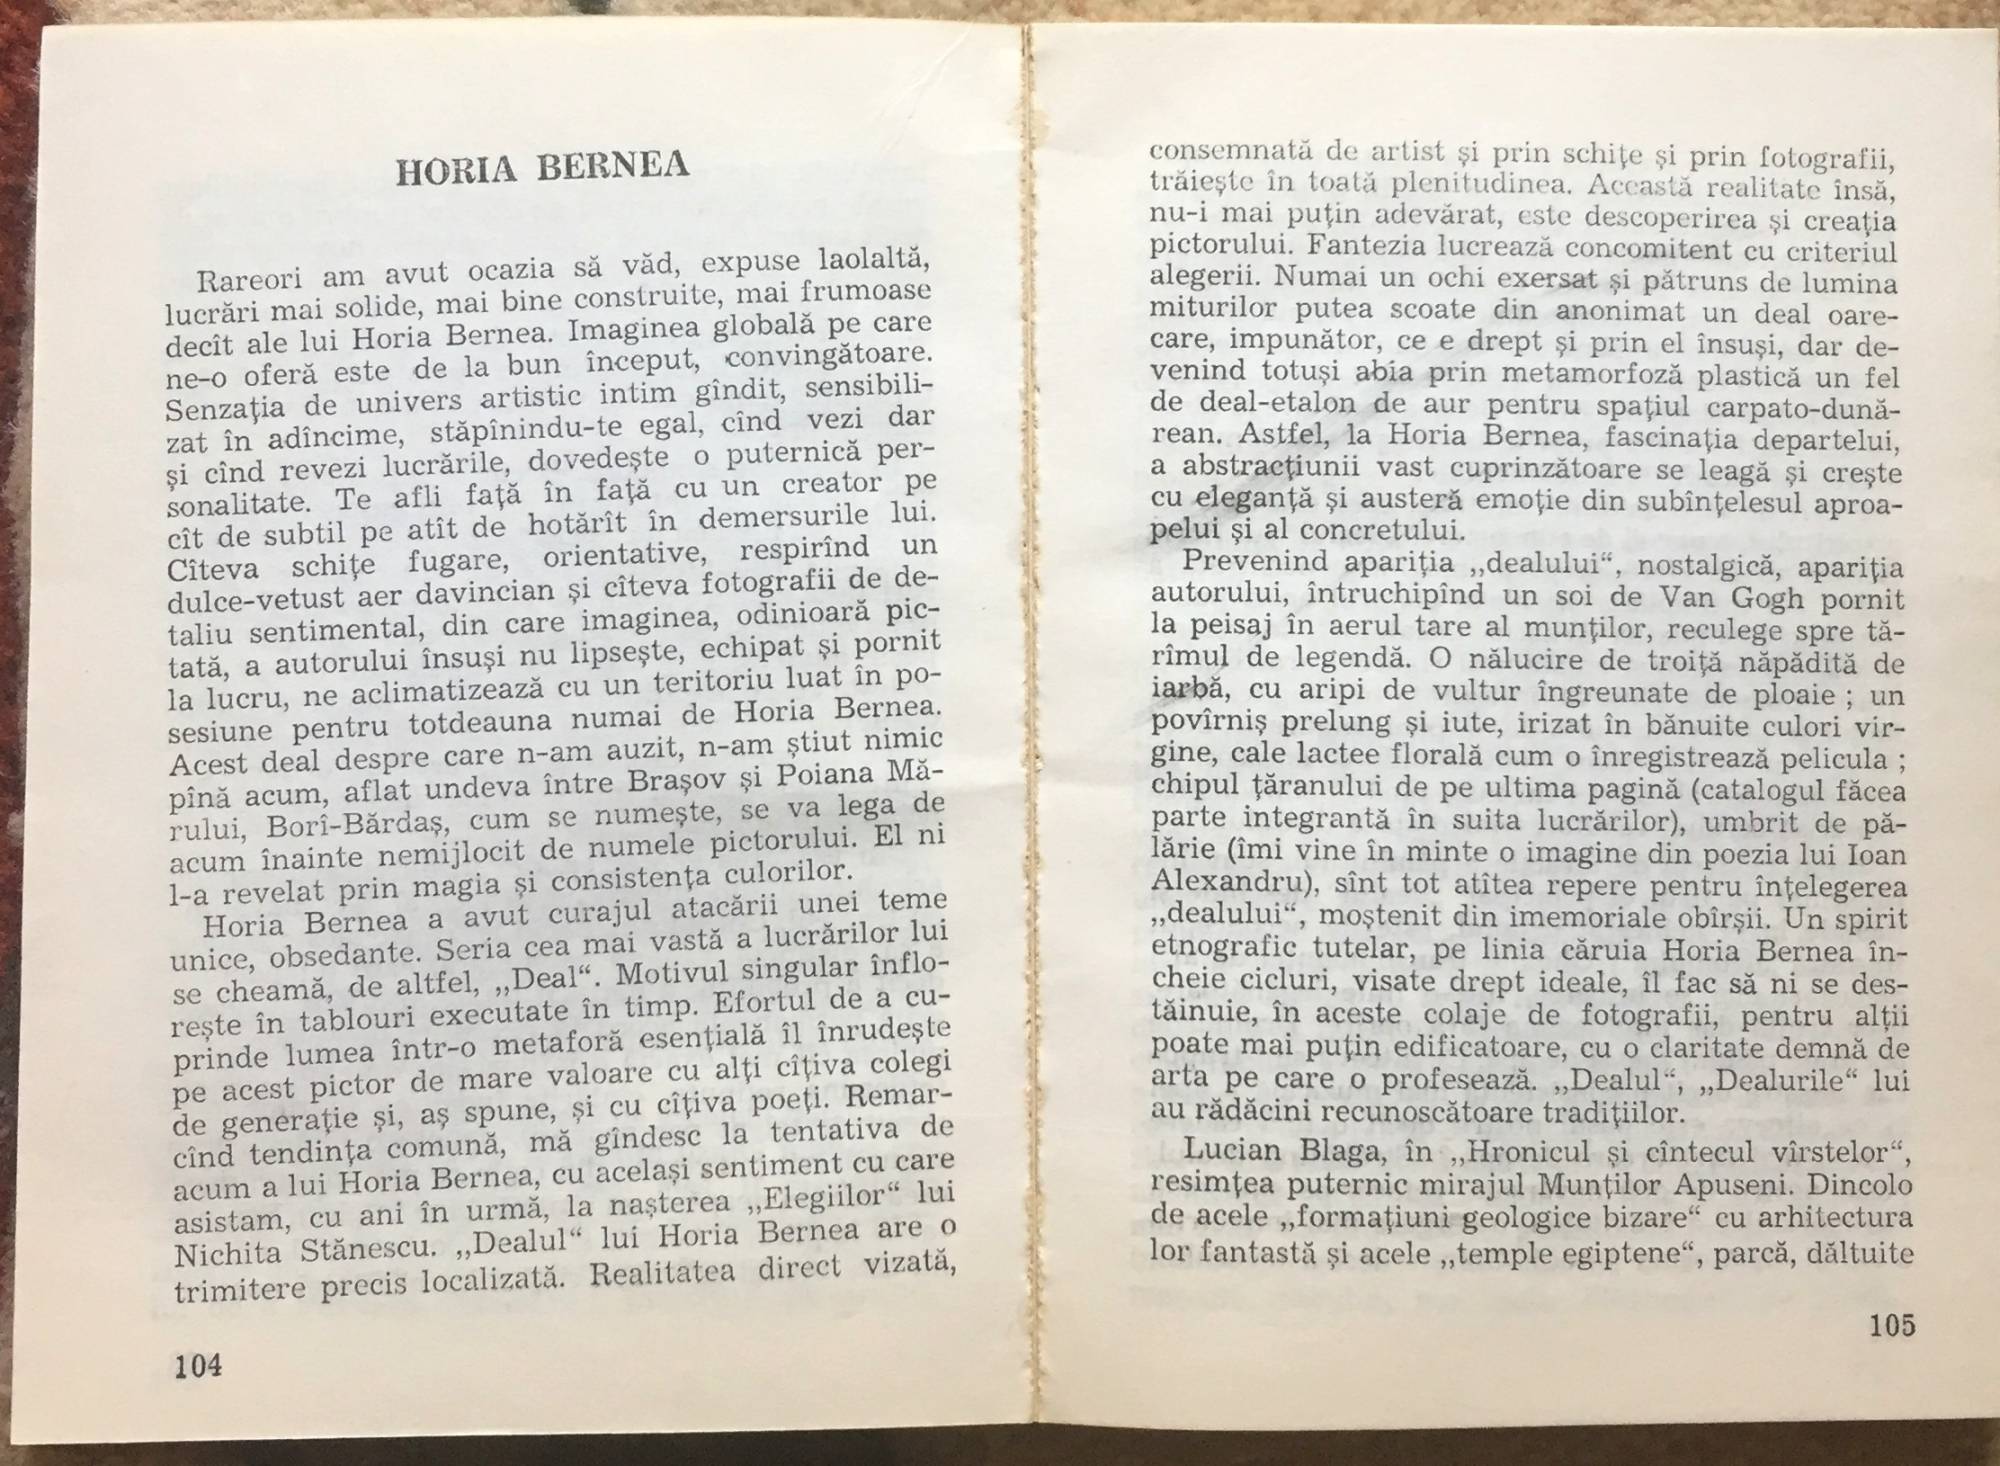 HORIA BERNEA
Rareori am avut ocazia să văd, expuse laolaltă,
lucrări mai solide, mai bine construite, mai frumoase
decît ale lui Horia Bernea. Imaginea globală pe care
ne-o oferă este de la bun început, convingătoare.
Senzația de univers artistic intim gîndit, sensibili-
zat în adîncime, stăpînindu-te egal, cînd vezi dar
și cînd revezi lucrările, dovedește o puternică per-
sonalitate. Te afli față în față cu un creator pe
cît de subtil pe atît de hotărît în demersurile lui.
Cîteva schițe fugare, orientative, respirînd un
dulce-vetust aer davincian și cîteva fotografii de de-
taliu sentimental, din care imaginea, odinioară pic-
tată, a autorului însuși nu lipsește, echipat și pornit
la lucru, ne aclimatizează cu un teritoriu luat în po-
sesiune pentru totdeauna numai de Horia Bernea.
Acest deal despre care n-am auzit, n-am știut nimic
pînă acum, aflat undeva între Brașov și Poiana Mă-
rului, Borî-Bărdaș, cum se numește, se va lega de
acum înainte nemijlocit de numele pictorului. El ni
l-a revelat prin magia și consistența culorilor.
Horia Bernea a avut curajul atacării unei teme
unice, obsedante. Seria cea mai vastă a lucrărilor lui
se cheamă, de altfel, „Deal“. Motivul singular înflo-
rește în tablouri executate în timp. Efortul de a cu-
prinde lumea într-o metaforă esențială îl înrudește
pe acest pictor de mare valoare cu alți cîțiva colegi
de generație și, aș spune, și cu cîțiva poeți. Remar-
cînd tendința comună, mă gîndesc la tentativa de
acum a lui Horia Bernea, cu același sentiment cu care
asistam, cu ani în urmă, la nașterea „Elegiilor“ lui
Nichita Stănescu. „Dealul“ lui Horia Bernea are o
trimitere precis localizată. Realitatea direct vizată,
104
consemnată de artist și prin schițe și prin fotografii,
trăiește în toată plenitudinea. Această realitate însă,
nu-i mai puțin adevărat, este descoperirea și creația
pictorului. Fantezia lucrează concomitent cu criteriul
alegerii. Numai un ochi exersat și pătruns de lumina
miturilor putea scoate din anonimat un deal oare-
care, impunător, ce e drept și prin el însuși, dar de-
venind totuși abia prin metamorfoză plastică un fel
de deal-etalon de aur pentru spațiul carpato-dună-
rean. Astfel, la Horia Bernea, fascinația departelui,
a abstracțiunii vast cuprinzătoare se leagă și crește
cu eleganță și austeră emoție din subînțelesul aproa-
pelui și al concretului.
Prevenind apariția „dealului“, nostalgică, apariția
autorului, întruchipînd un soi de Van Gogh pornit
la peisaj în aerul tare al munților, reculege spre tă-
rîmul de legendă. O nălucire de troiță năpădită de
iarbă, cu aripi de vultur îngreunate de ploaie ; un
povîrniș prelung și iute, irizat în bănuite culori vir-
gine, cale lactee florală cum o înregistrează pelicula ;
chipul țăranului de pe ultima pagină (catalogul făcea
parte integrantă în suita lucrărilor), umbrit de pă-
lărie (îmi vine în minte o imagine din poezia lui Ioan
Alexandru), sînt tot atîtea repere pentru înțelegerea
„dealului“, moștenit din imemoriale obîrșii. Un spirit
etnografic tutelar, pe linia căruia Horia Bernea în-
cheie cicluri, visate drept ideale, îl fac să ni se des-
tăinuie, în aceste colaje de fotografii, pentru alții
poate mai puțin edificatoare, cu o claritate demnă de
arta pe care o profesează. „Dealul“, „Dealurile“ lui
au rădăcini recunoscătoare tradițiilor.
Lucian Blaga, în „Hronicul și cîntecul vîrstelor“,
resimțea puternic mirajul Munților Apuseni. Dincolo
de acele „formațiuni geologice bizare“ cu arhitectura
lor fantastă și acele „temple egiptene“, parcă, dăltuite
105